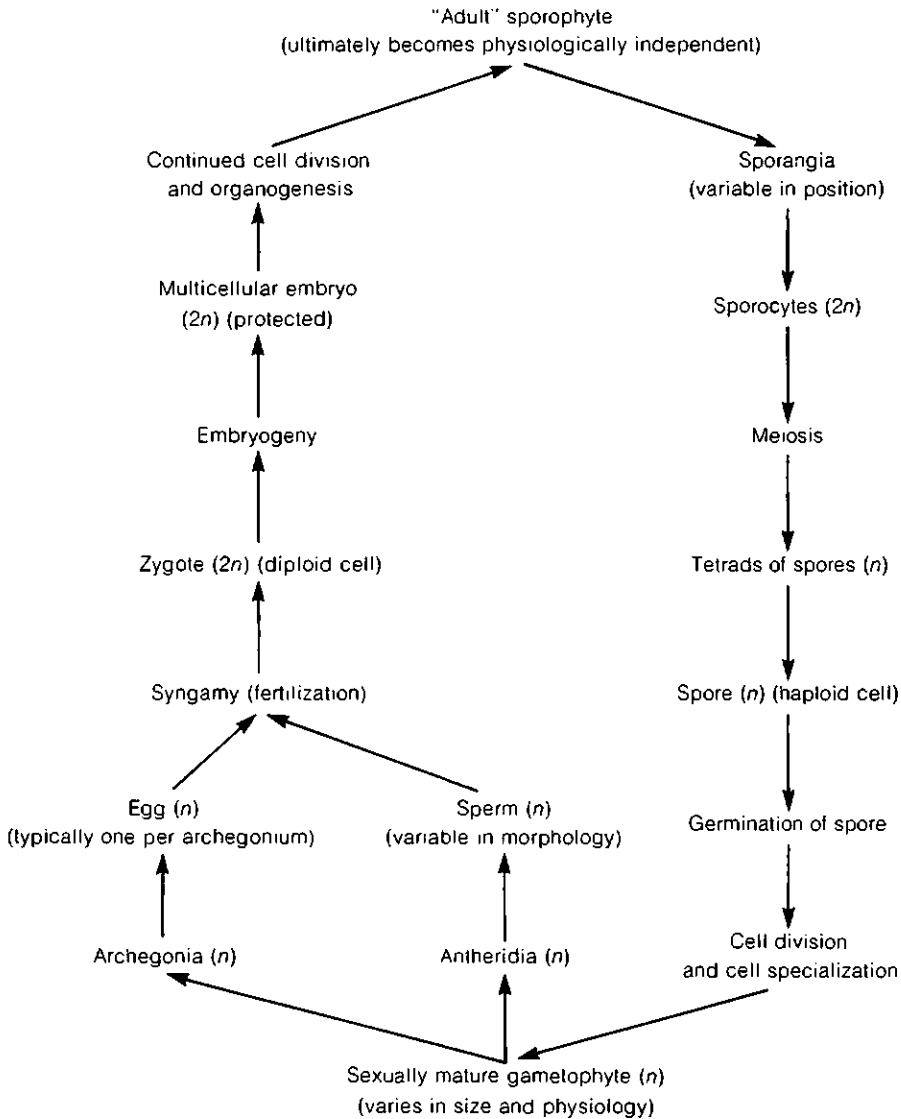 "Adult" sporophyte
(ultimately becomes physiologically independent)
Continued cell division
and organogenesis
Sporangia
(variable in position)
Multicellular embryo
(2n) (protected)
Sporocytes (2n)
Embryogeny
Meiosis
Zygote (2n) (diploid cell)
Tetrads of spores (n)
Syngamy (fertilization)
Spore (n) (haploid cell)
Egg (n)
(typically one per archegonium)
Sperm (n)
(variable in morphology)
Germination of spore
Archegonia (n)
Antheridia (n)
Cell division
and cell specialization
Sexually mature gametophyte (n)
(varies in size and physiology)